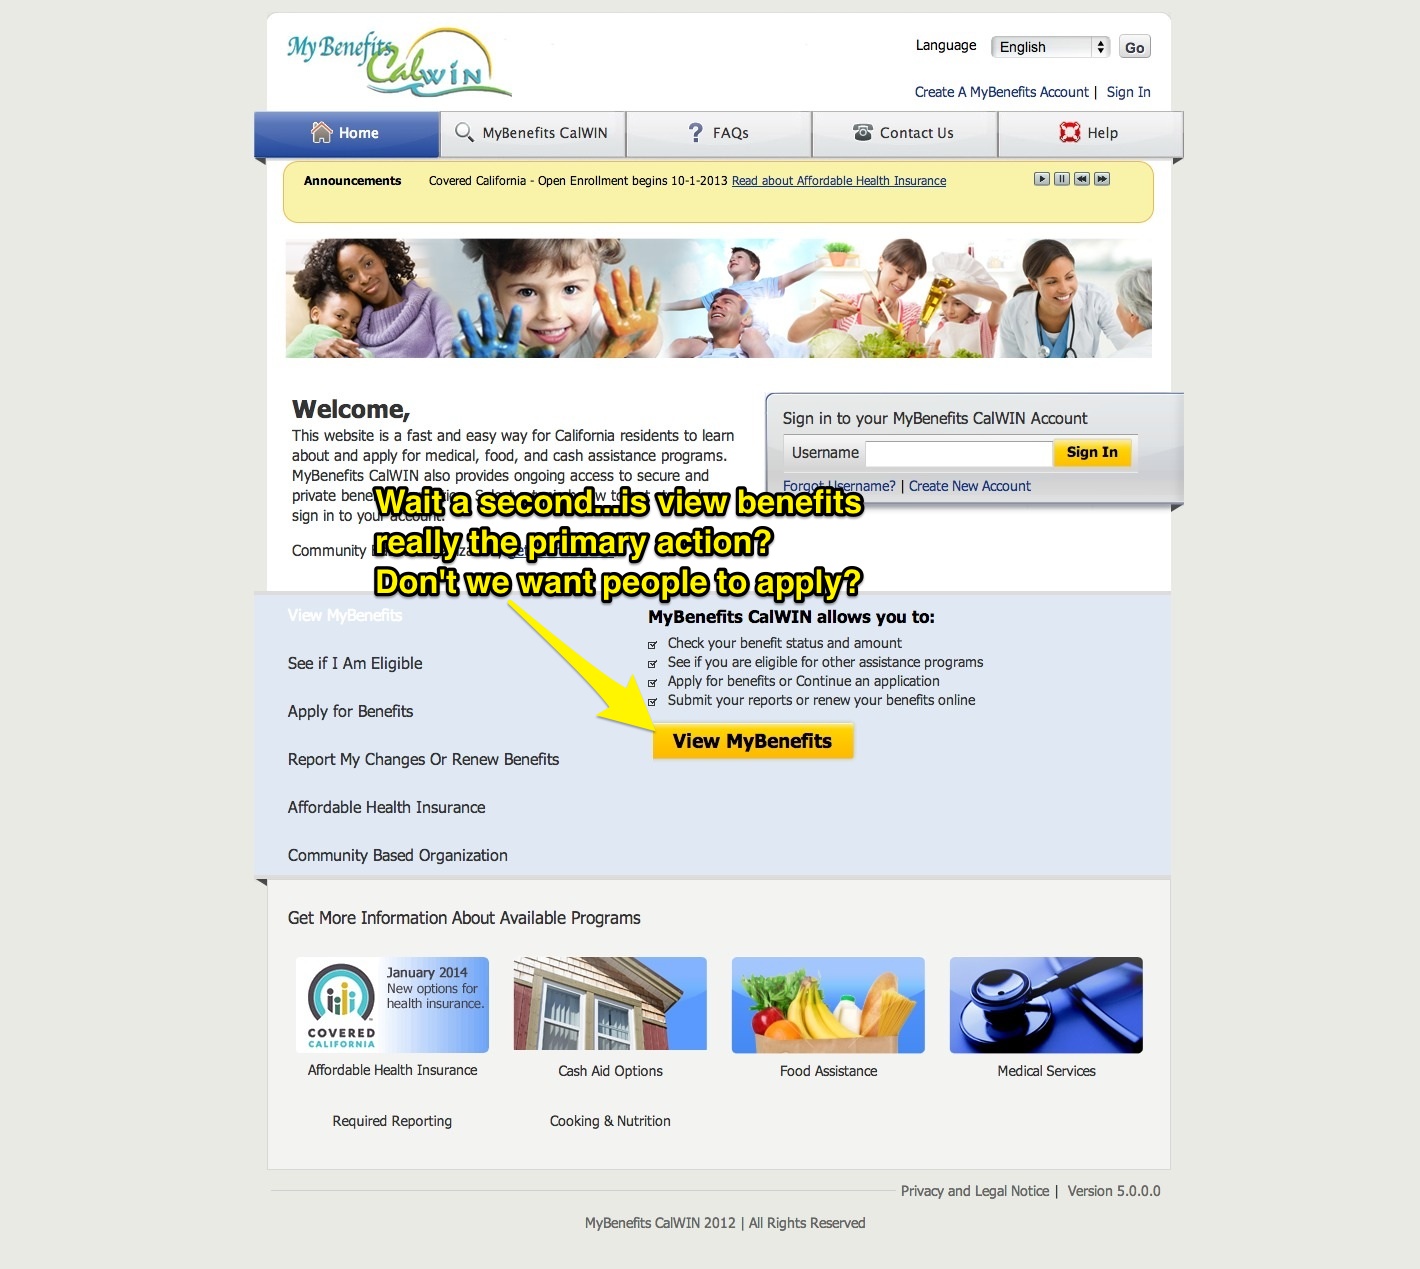 My Benefits
CalWIN
Language English Go
Create A MyBenefits Account | Sign In
Home MyBenefits CalWIN FAQs Contact Us Help
Announcements Covered California - Open Enrollment begins 10-1-2013 Read about Affordable Health Insurance
Welcome,
This website is a fast and easy way for California residents to learn
about and apply for medical, food, and cash assistance programs.
MyBenefits CalWIN also provides ongoing access to secure and
private
sign in to your account.
Community
Sign in to your MyBenefits CalWIN Account
Username Sign In
Forgot Username? | Create New Account
Wait a second...is view benefits
really the primary action?
Don't we want people to apply?
View MyBenefits
See if I Am Eligible
Apply for Benefits
Report My Changes Or Renew Benefits
Affordable Health Insurance
Community Based Organization
MyBenefits CalWIN allows you to:
Check your benefit status and amount
See if you are eligible for other assistance programs
Apply for benefits or Continue an application
Submit your reports or renew your benefits online
View MyBenefits
Get More Information About Available Programs
January 2014
New options for
health insurance.
COVERED
CALIFORNIA
Affordable Health Insurance
Cash Aid Options
Food Assistance
Medical Services
Required Reporting
Cooking & Nutrition
Privacy and Legal Notice | Version 5.0.0.0
MyBenefits CalWIN 2012 | All Rights Reserved